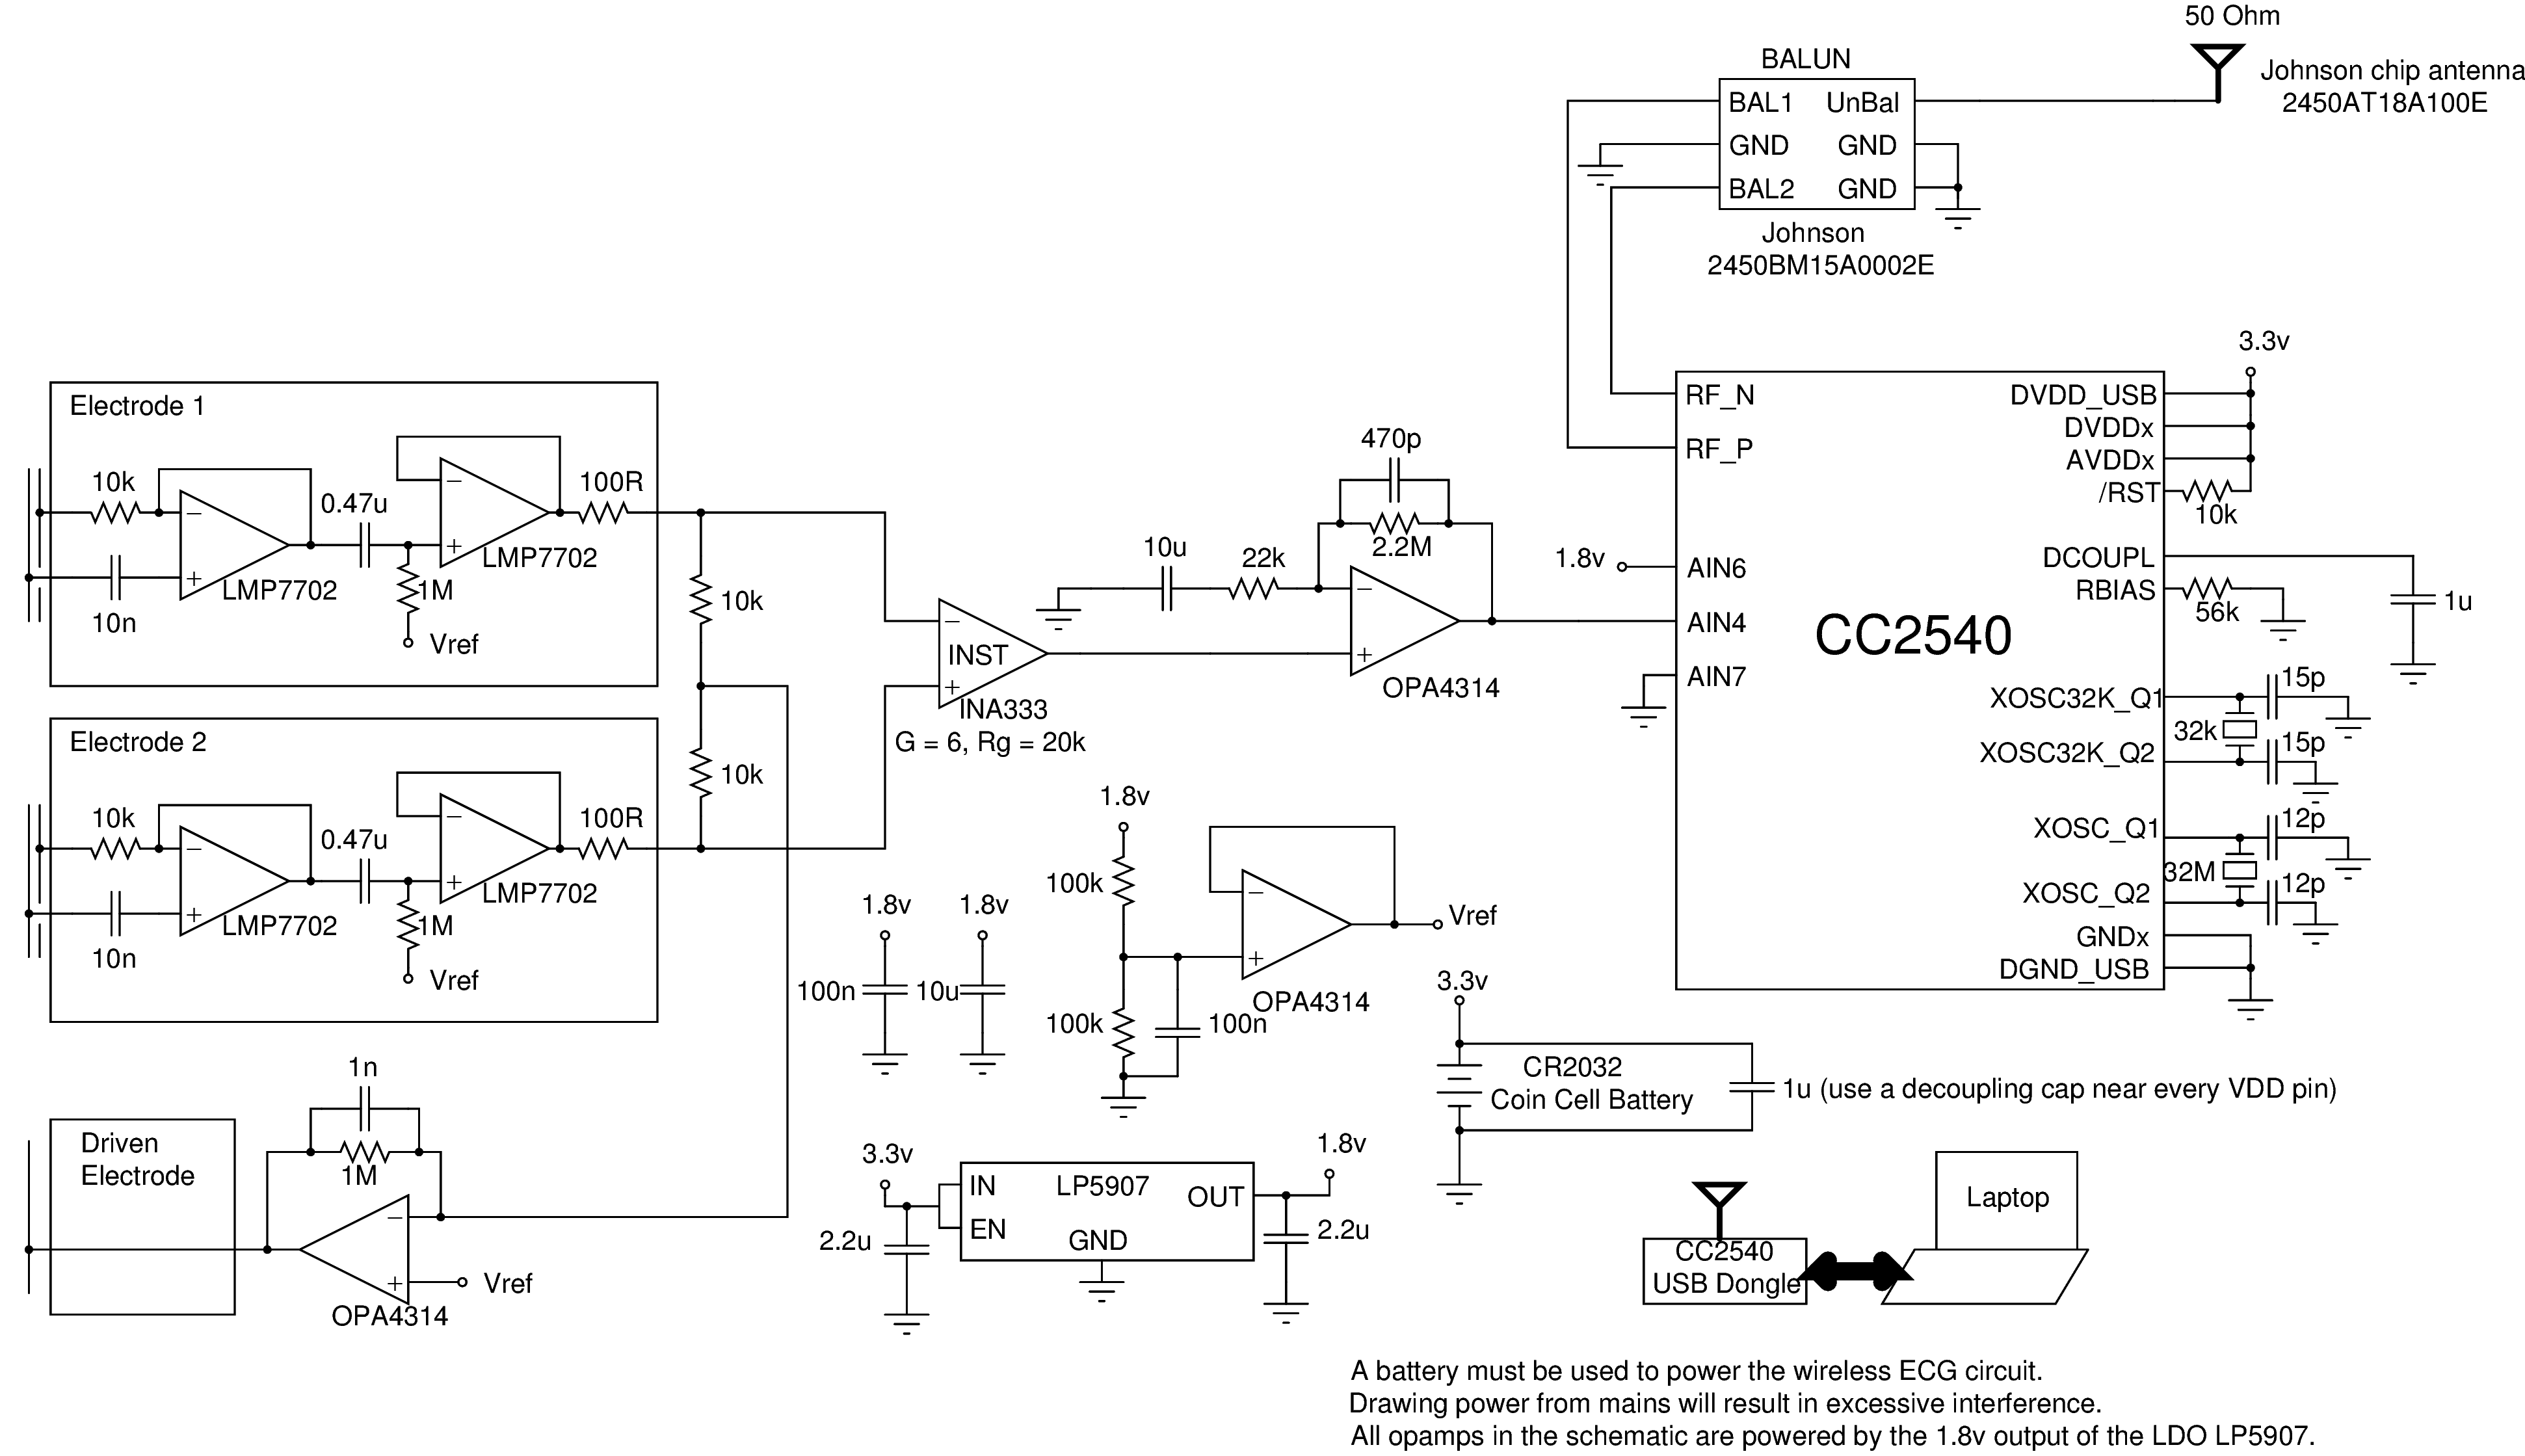 50 Ohm
Johnson chip antenna
2450AT18A100E
BALUN
BAL1 UnBal
GND GND
BAL2 GND
Johnson
2450BM15A0002E
Electrode 1
10k
0.47u
100R
−
+
−
+
LMP7702
LMP7702
10n
1M
Vref
Electrode 2
10k
0.47u
100R
−
+
−
+
LMP7702
LMP7702
10n
1M
Vref
10k
10k
−
INST
+
INA333
G = 6, Rg = 20k
10u
22k
470p
2.2M
−
+
OPA4314
1.8v
CC2540
RF_N
RF_P
AIN6
AIN4
AIN7
3.3v
DVDD_USB
DVDDx
AVDDx
/RST
10k
DCOUPL
1u
RBIAS
56k
XOSC32K_Q1
15p
32k
XOSC32K_Q2
15p
XOSC_Q1
12p
32M
XOSC_Q2
12p
GNDx
DGND_USB
1n
1M
Driven
Electrode
−
+
Vref
OPA4314
1.8v
100n
1.8v
10u
1.8v
100k
100k
100n
−
+
OPA4314
Vref
3.3v
2.2u
IN LP5907 OUT
EN
GND
1.8v
2.2u
3.3v
CR2032
Coin Cell Battery
1u (use a decoupling cap near every VDD pin)
CC2540
USB Dongle
Laptop
A battery must be used to power the wireless ECG circuit.
Drawing power from mains will result in excessive interference.
All opamps in the schematic are powered by the 1.8v output of the LDO LP5907.